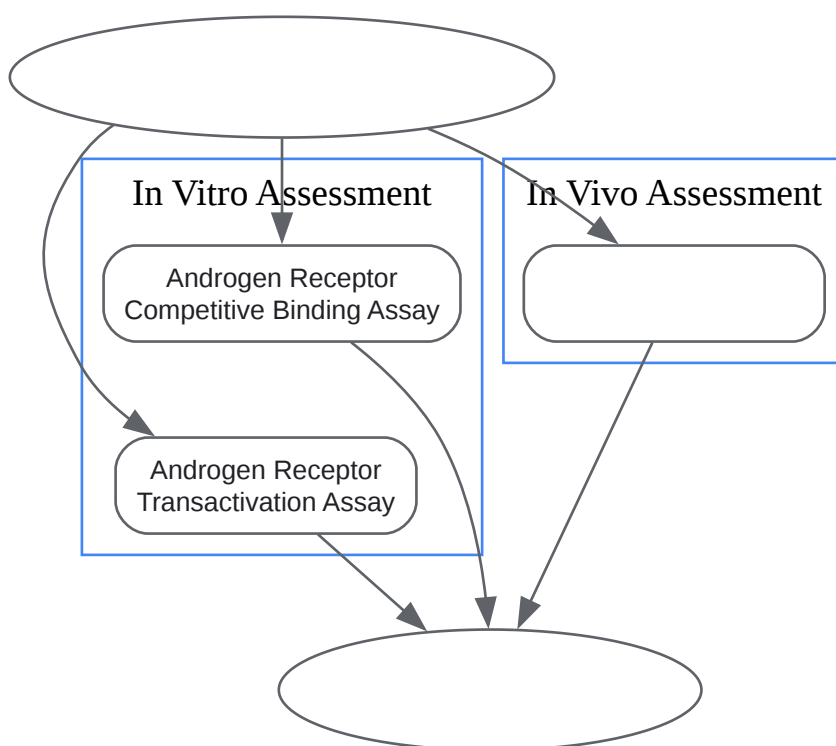 In Vitro Assessment
In Vivo Assessment
Androgen Receptor
Competitive Binding Assay
Androgen Receptor
Transactivation Assay